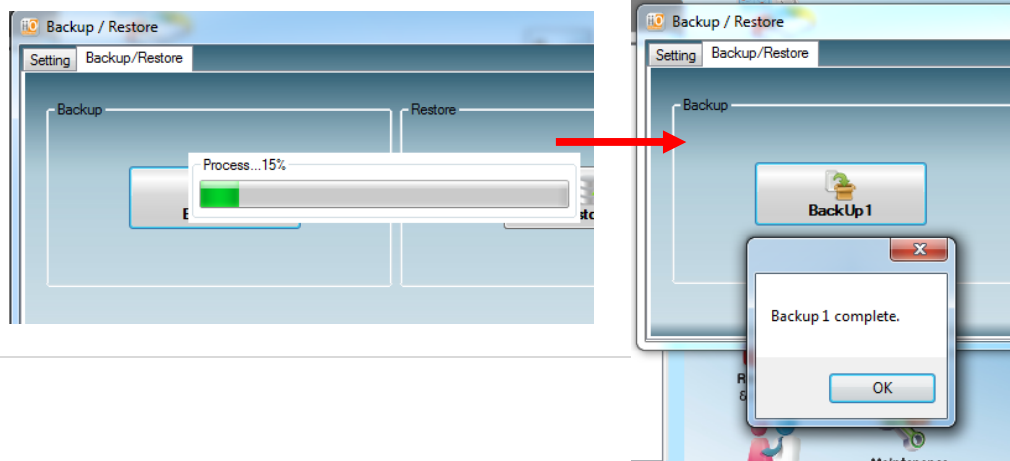 Backup / Restore
Setting Backup/Restore
Backup
Restore
Process...15%
Backup / Restore
Setting Backup/Restore
Backup
BackUp1
Backup 1 complete.
OK